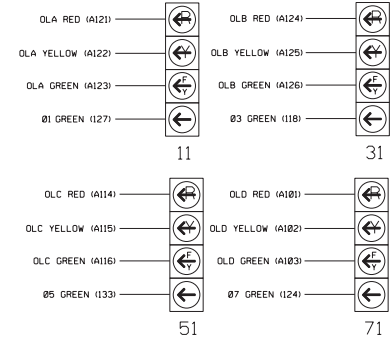 OLA RED (A121) R
OLA YELLOW (A122) Y
OLA GREEN (A123) F Y
Ø1 GREEN (127)
11
OLB RED (A124) R
OLB YELLOW (A125) Y
OLB GREEN (A126) F Y
Ø3 GREEN (118)
31
OLC RED (A114) R
OLC YELLOW (A115) Y
OLC GREEN (A116) F Y
Ø5 GREEN (133)
51
OLD RED (A101) R
OLD YELLOW (A102) Y
OLD GREEN (A103) F Y
Ø7 GREEN (124)
71